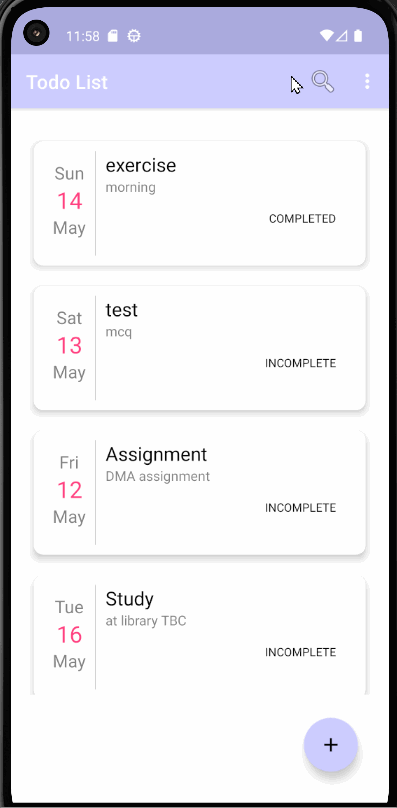 11:58
Todo List
Sun
14
May
exercise
morning
COMPLETED
Sat
13
May
test
mcq
INCOMPLETE
Fri
12
May
Assignment
DMA assignment
INCOMPLETE
Tue
16
May
Study
at library TBC
INCOMPLETE
+